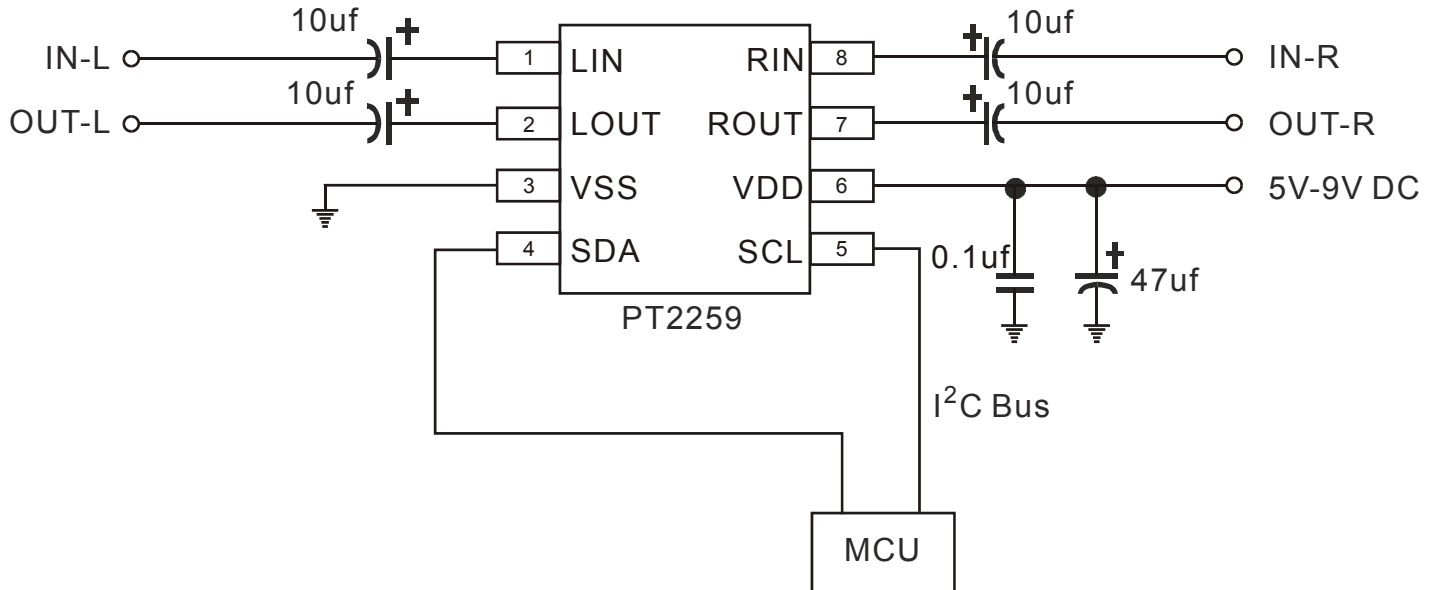 10uf
10uf
IN-L
1
LIN
RIN
8
IN-R
10uf
10uf
OUT-L
2
LOUT
ROUT
7
OUT-R
3
VSS
VDD
6
5V-9V DC
4
SDA
SCL
5
0.1uf
47uf
PT2259
I²C Bus
MCU